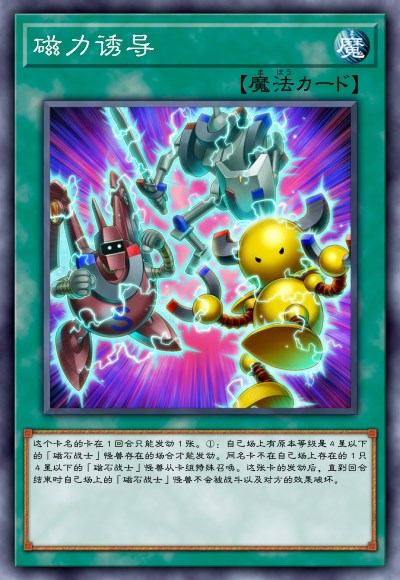 磁力诱导
魔
【魔法カード】
まほう
这个卡名的卡在1回合只能发动1张。①：自己场上有原本等级是4星以下
的「磁石战士」怪兽存在的场合才能发动。同名卡不在自己场上存在的1只
4星以下的「磁石战士」怪兽从卡组特殊召唤。这张卡的发动后，直到回合
结束时自己场上的「磁石战士」怪兽不会被战斗以及对方的效果破坏。
S